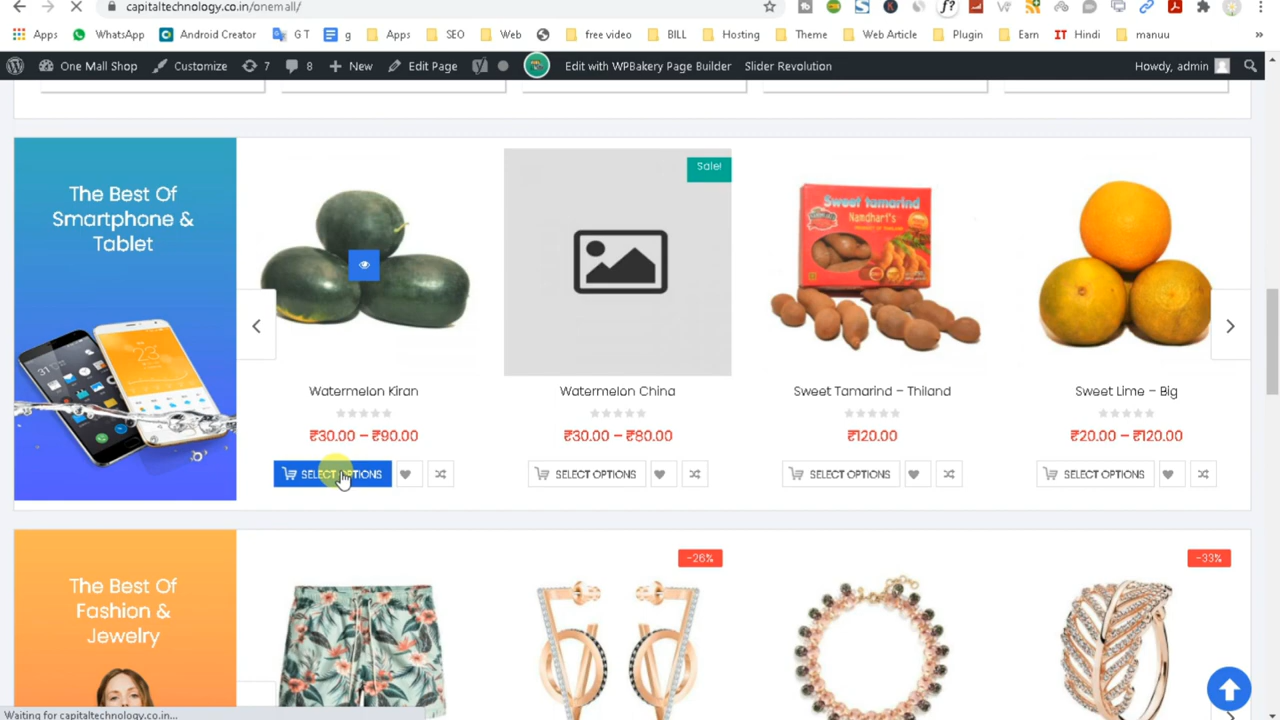 capitaltechnology.co.in/onemall/
Apps WhatsApp Android Creator G T g Apps SEO Web free video BILL Hosting Theme Web Article Plugin Earn IT Hindi manuu »
One Mall Shop Customize 7 8 New Edit Page Edit with WPBakery Page Builder Slider Revolution Howdy, admin
The Best Of
Smartphone &
Tablet
Sale!
Sweet tamarind
Namdhari's
Watermelon Kiran
₹30.00 – ₹90.00
SELECT OPTIONS
Watermelon China
₹30.00 – ₹80.00
SELECT OPTIONS
Sweet Tamarind – Thiland
₹120.00
SELECT OPTIONS
Sweet Lime – Big
₹20.00 – ₹120.00
SELECT OPTIONS
The Best Of
Fashion &
Jewelry
-26%
-33%
Waiting for capitaltechnology.co.in...